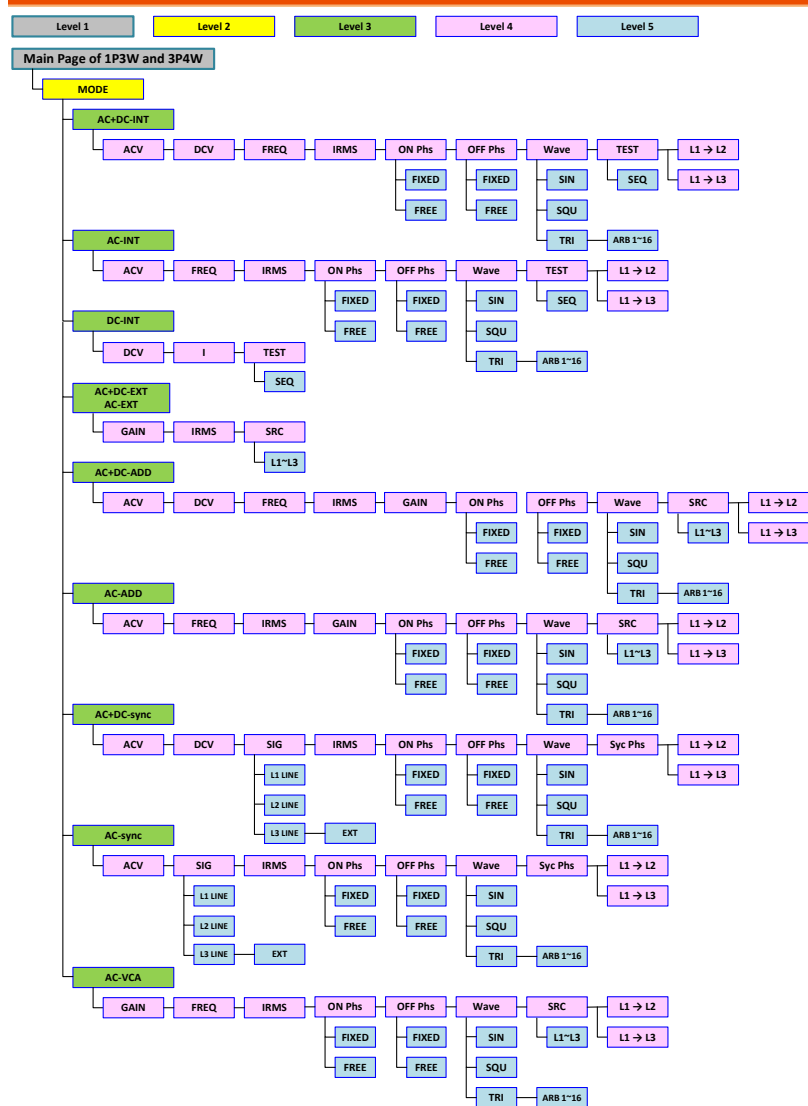 Level 1 Level 2 Level 3 Level 4 Level 5
Main Page of 1P3W and 3P4W
MODE
AC+DC-INT
ACV DCV FREQ IRMS ON Phs OFF Phs Wave TEST L1 → L2
FIXED FIXED SIN SEQ L1 → L3
FREE FREE SQU
TRI ARB 1~16
AC-INT
ACV FREQ IRMS ON Phs OFF Phs Wave TEST L1 → L2
FIXED FIXED SIN SEQ L1 → L3
FREE FREE SQU
DC-INT
DCV I TEST TRI ARB 1~16
SEQ
AC+DC-EXT
AC-EXT
GAIN IRMS SRC
L1~L3
AC+DC-ADD
ACV DCV FREQ IRMS GAIN ON Phs OFF Phs Wave SRC L1 → L2
FIXED FIXED SIN L1~L3 L1 → L3
FREE FREE SQU
AC-ADD TRI ARB 1~16
ACV FREQ IRMS GAIN ON Phs OFF Phs Wave SRC L1 → L2
FIXED FIXED SIN L1~L3 L1 → L3
FREE FREE SQU
AC+DC-sync TRI ARB 1~16
ACV DCV SIG IRMS ON Phs OFF Phs Wave Syc Phs L1 → L2
L1 LINE FIXED FIXED SIN L1 → L3
L2 LINE FREE FREE SQU
L3 LINE EXT TRI ARB 1~16
AC-sync
ACV SIG IRMS ON Phs OFF Phs Wave Syc Phs L1 → L2
L1 LINE FIXED FIXED SIN L1 → L3
L2 LINE FREE FREE SQU
L3 LINE EXT TRI ARB 1~16
AC-VCA
GAIN FREQ IRMS ON Phs OFF Phs Wave SRC L1 → L2
FIXED FIXED SIN L1~L3 L1 → L3
FREE FREE SQU
TRI ARB 1~16